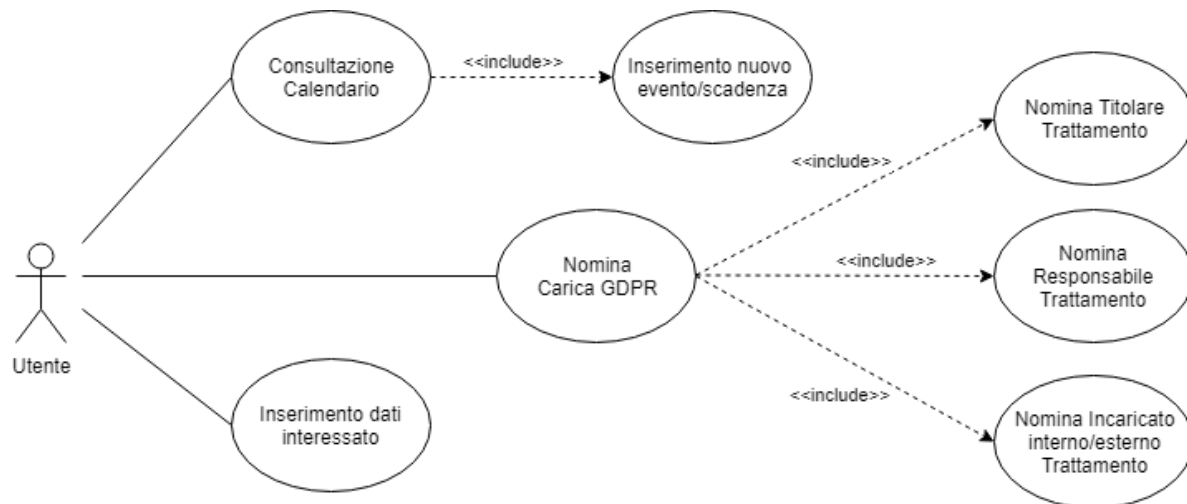 Consultazione
Calendario
<<include>>
Inserimento nuovo
evento/scadenza
Nomina Titolare
Trattamento
<<include>>
Nomina
Carica GDPR
<<include>>
Nomina
Responsabile
Trattamento
Utente
<<include>>
Inserimento dati
interessato
Nomina Incaricato
interno/esterno
Trattamento